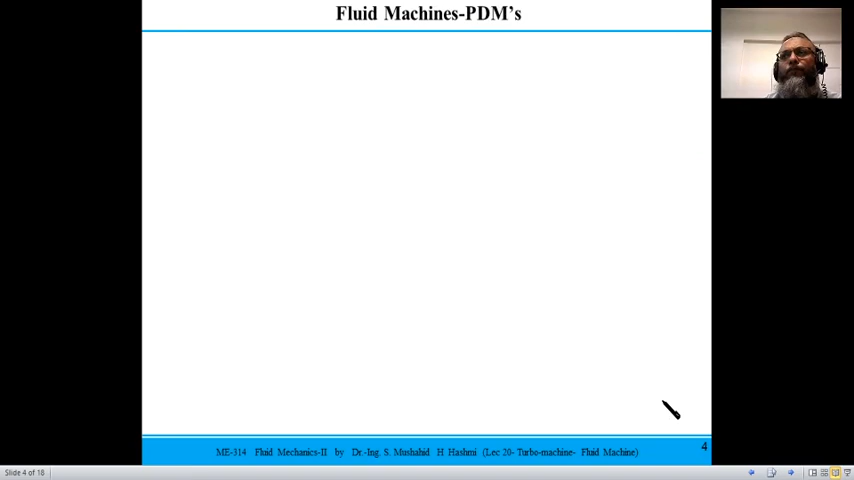 Fluid Machines-PDM's
4
ME-314 Fluid Mechanics-II by Dr.-Ing. S. Mushahid H Hashmi (Lec 20- Turbo-machine- Fluid Machine)
Slide 4 of 18